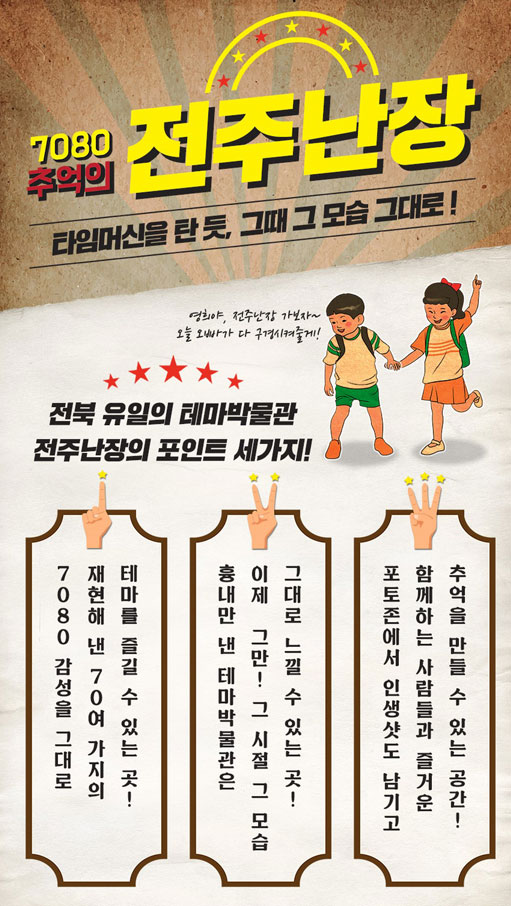 7080
추억의
전주난장
타임머신을 탄 듯, 그때 그 모습 그대로!
영희야, 전주난장 가보자~
오늘 오빠가 다 구경시켜줄게!
전북 유일의 테마박물관
전주난장의 포인트 세가지!
7080 감성을 그대로
재현해 낸 70여 가지의
테마를 즐길 수 있는 곳!
흉내만 낸 테마박물관은
이제 그만! 그 시절 그 모습
그대로 느낄 수 있는 곳!
포토존에서 인생샷도 남기고
함께하는 사람들과 즐거운
추억을 만들 수 있는 공간!